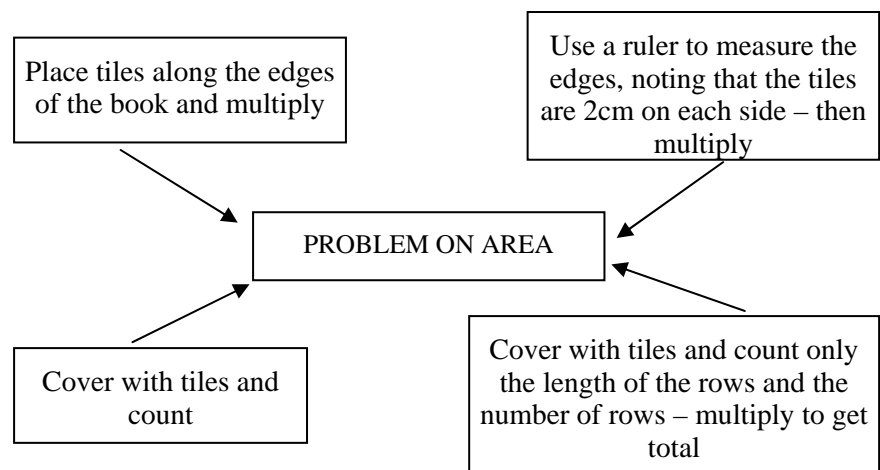 Place tiles along the edges
of the book and multiply
Use a ruler to measure the
edges, noting that the tiles
are 2cm on each side – then
multiply
PROBLEM ON AREA
Cover with tiles and
count
Cover with tiles and count only
the length of the rows and the
number of rows – multiply to get
total